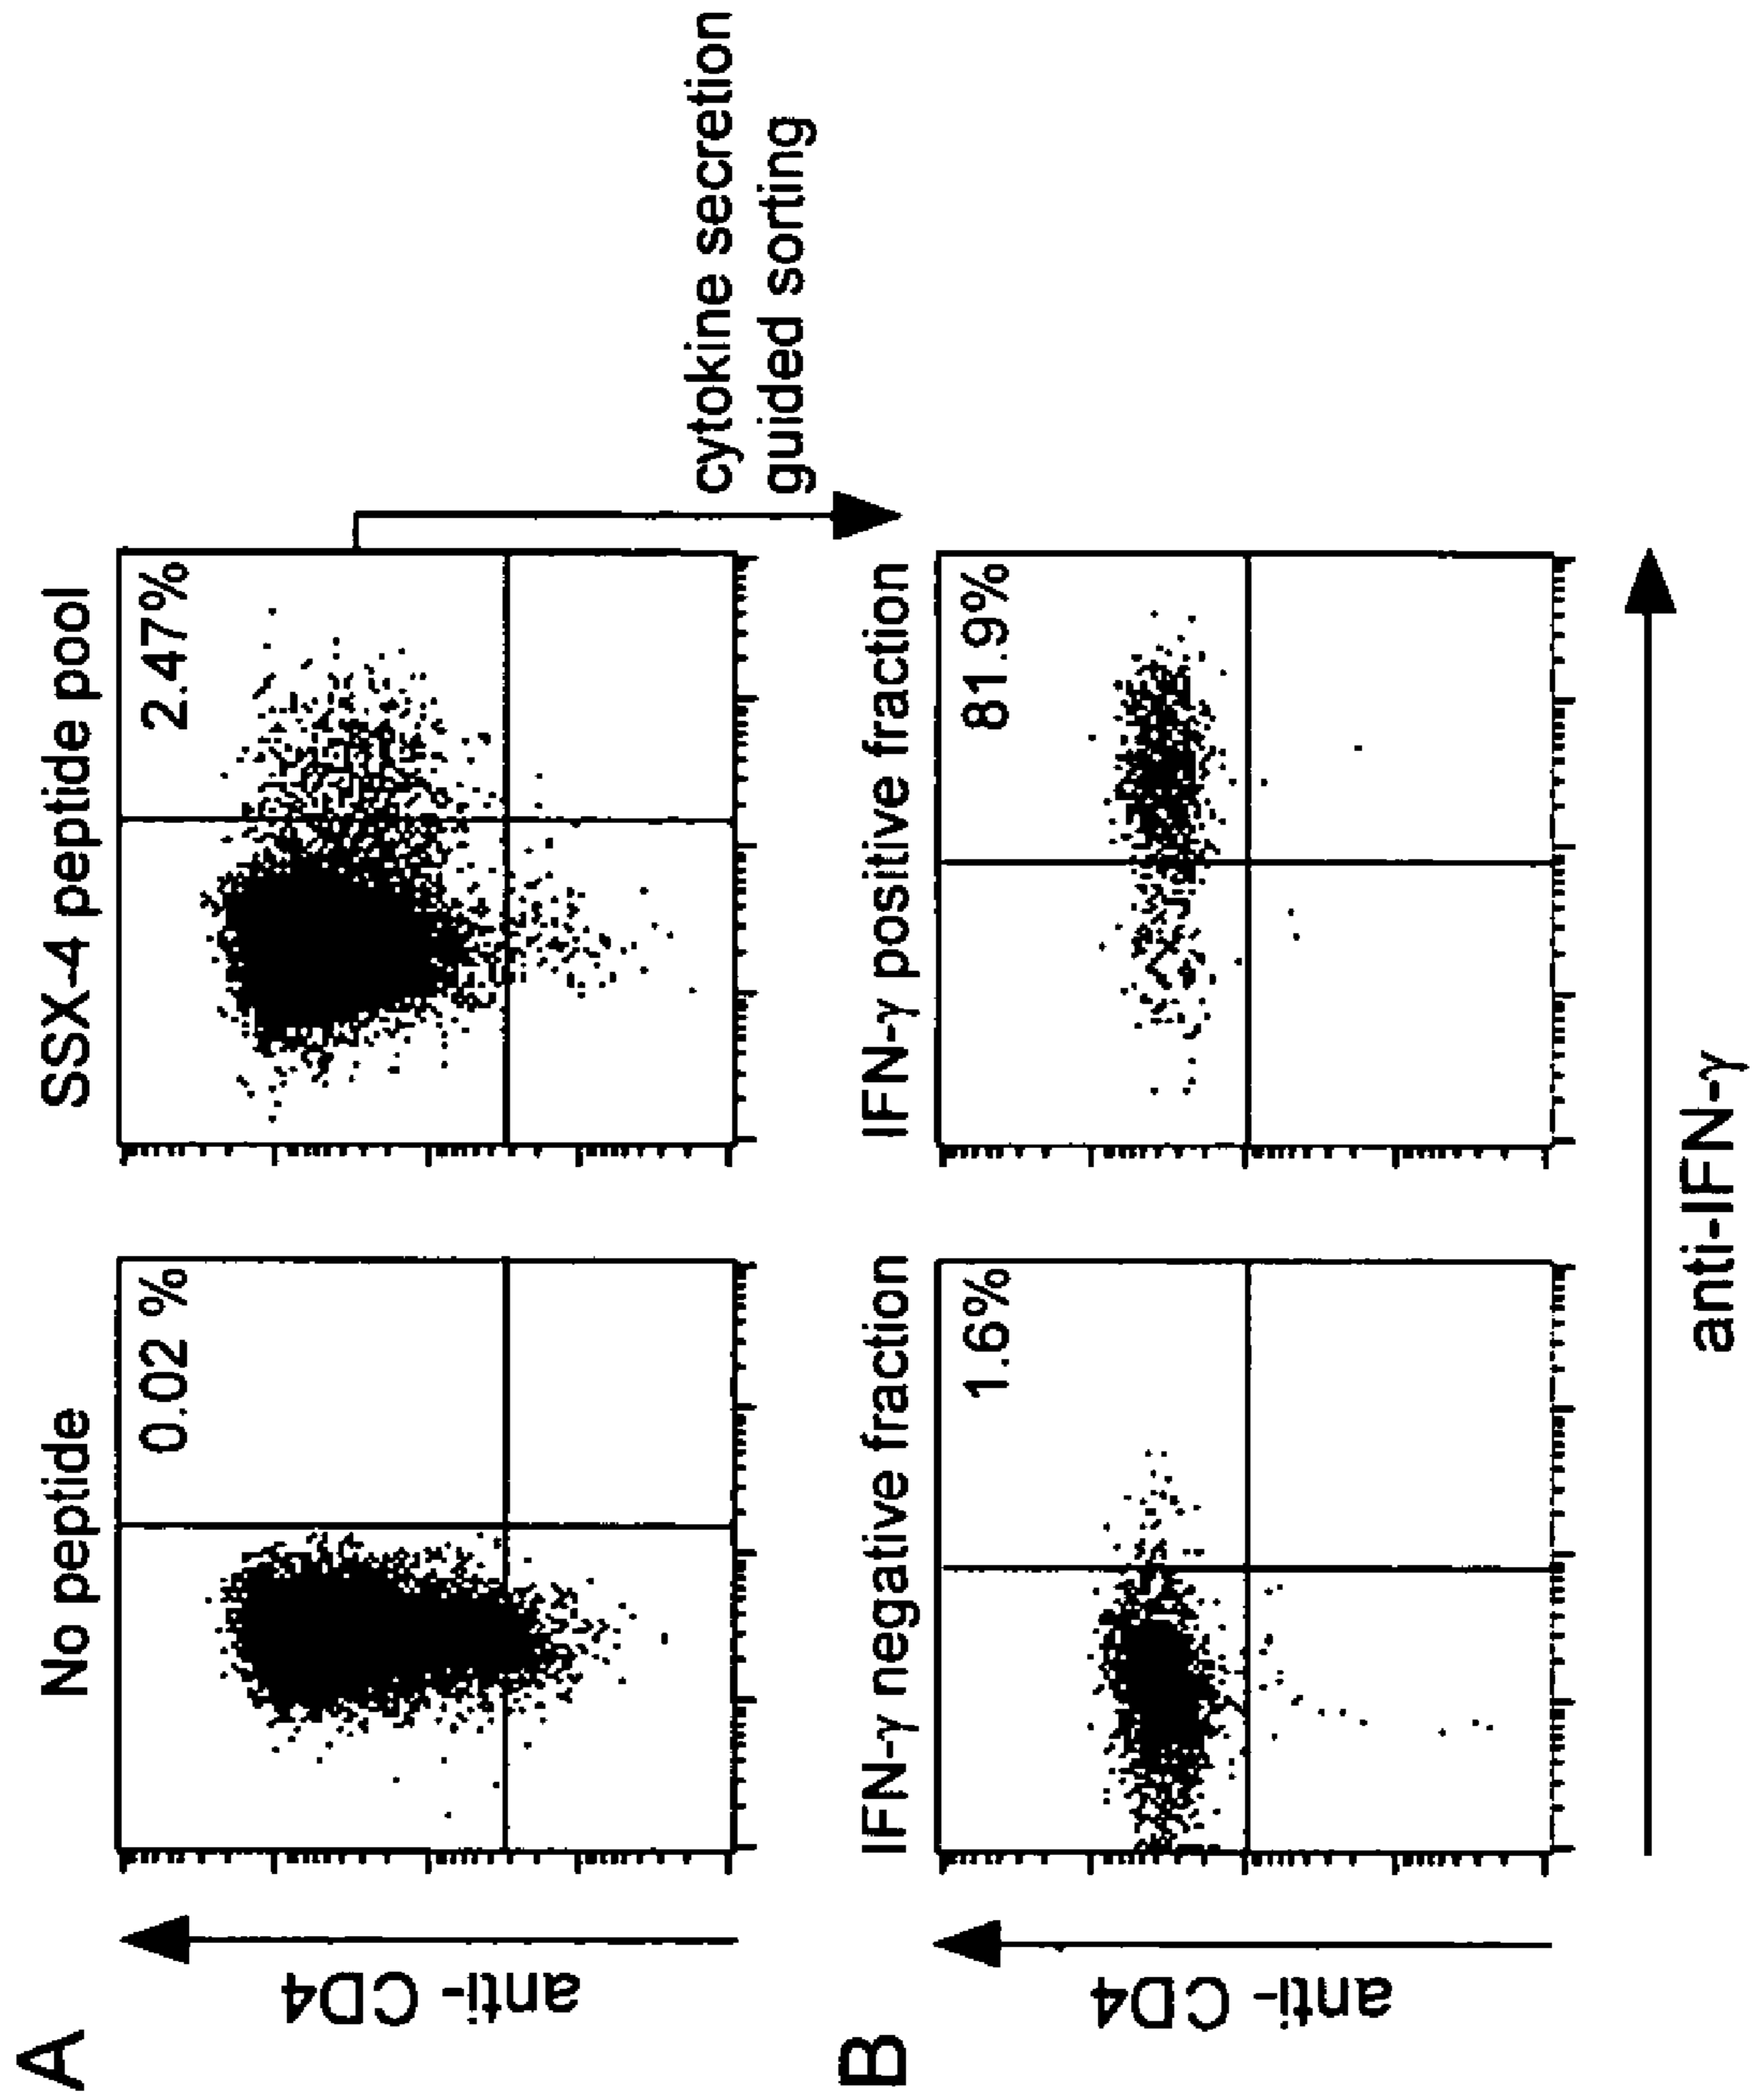 A
No peptide
SSX-4 peptide pool
anti- CD4
0.02 %
2.47%
cytokine secretion
guided sorting
B
IFN-γ negative fraction
IFN-γ positive fraction
anti- CD4
1.6%
81.9%
anti-IFN-γ